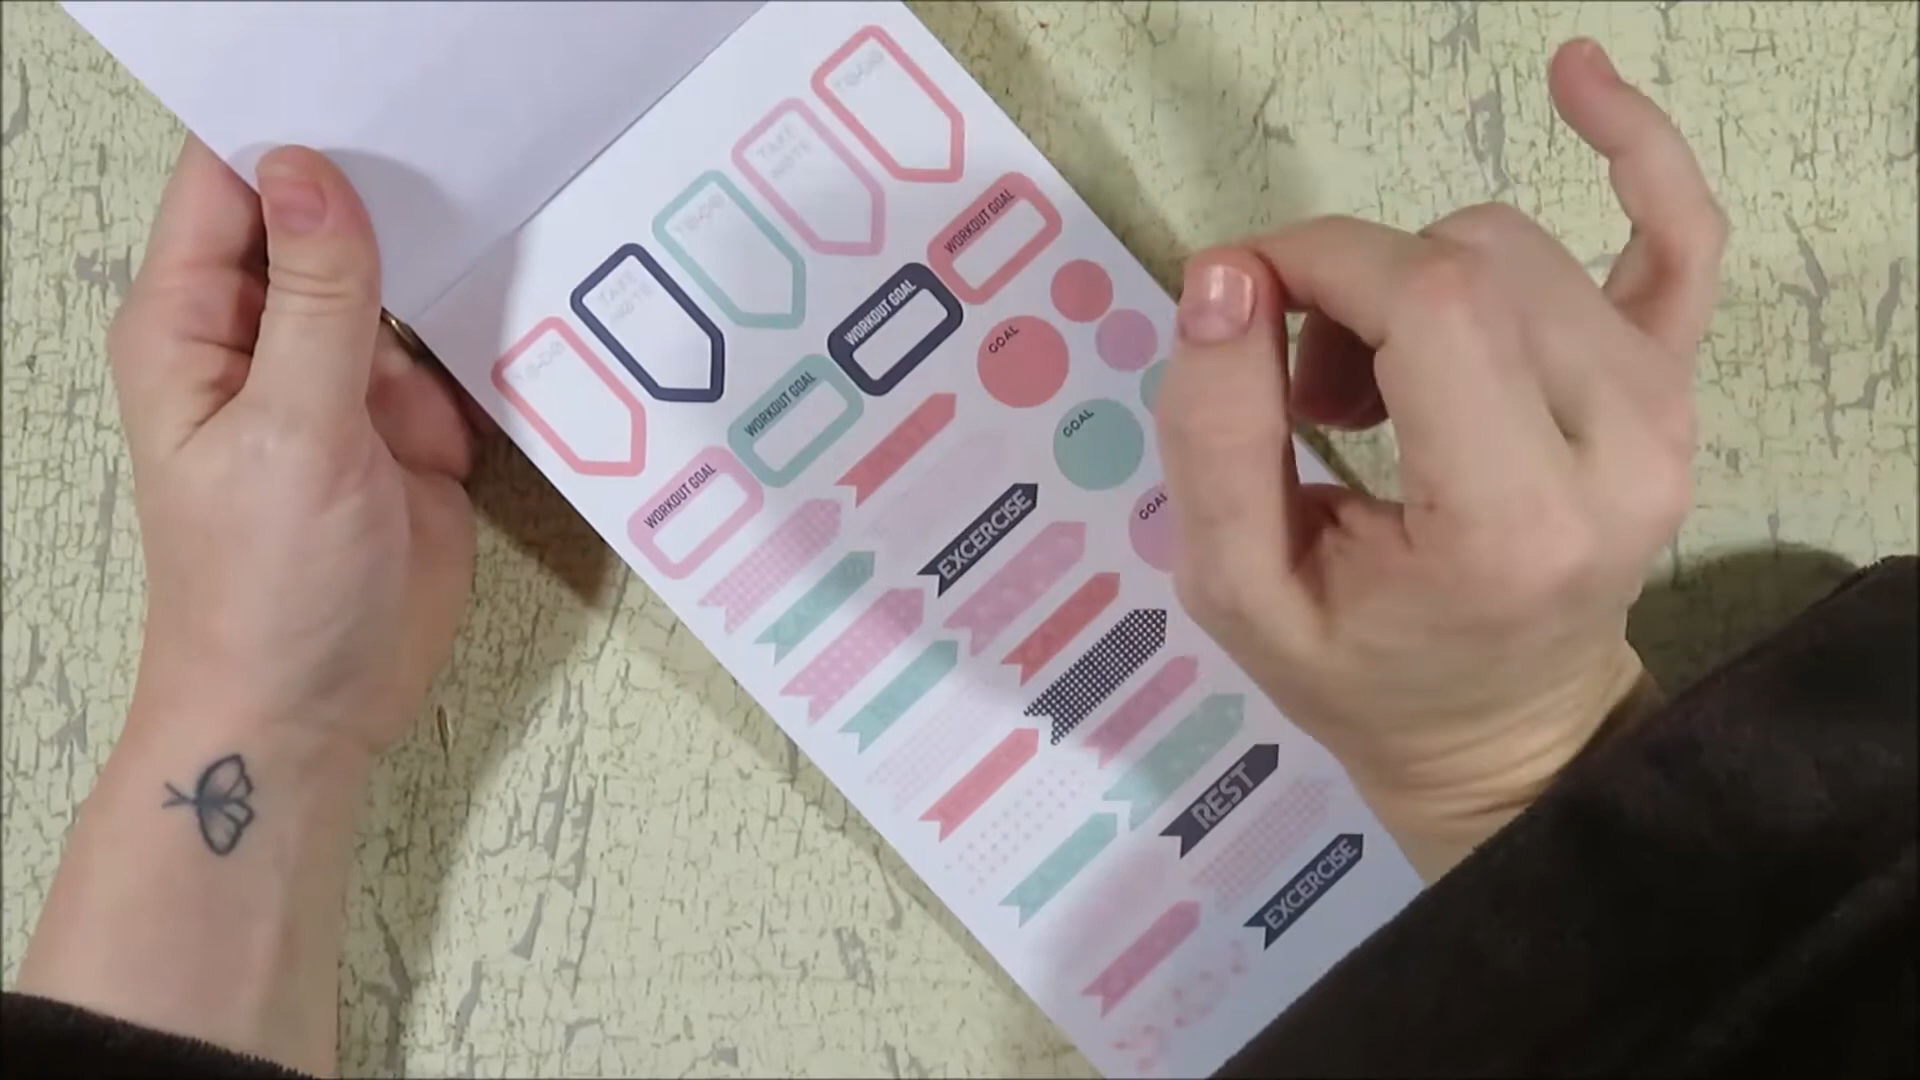 TO-DO
TAKE
NOTE
TO-DO
TAKE
NOTE
TO-DO
WORKOUT GOAL
WORKOUT GOAL
WORKOUT GOAL
WORKOUT GOAL
GOAL
GOAL
GOAL
EXCERCISE
REST
EXCERCISE